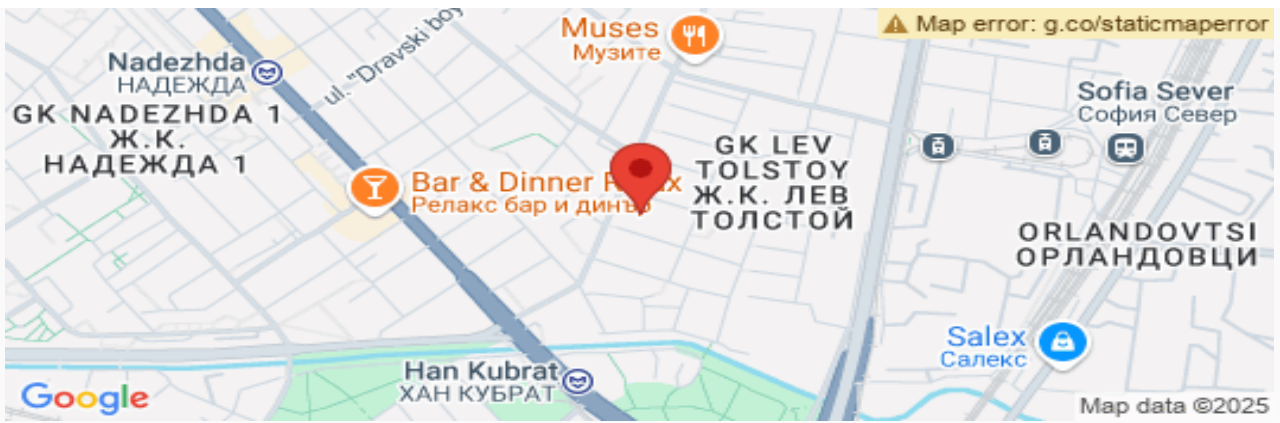 Muses
Музите
Map error: g.co/staticmaperror
Nadezhda
НАДЕЖДА
ul. "Dravski boy
GK NADEZHDA 1
Ж.К.
НАДЕЖДА 1
Sofia Sever
София Север
GK LEV
TOLSTOY
Ж.К. ЛЕВ
ТОЛСТОЙ
Bar & Dinner
Релакс бар и динър
ORLANDOVTSI
ОРЛАНДОВЦИ
Salex
Салекс
Han Kubrat
ХАН КУБРАТ
Google
Map data ©2025